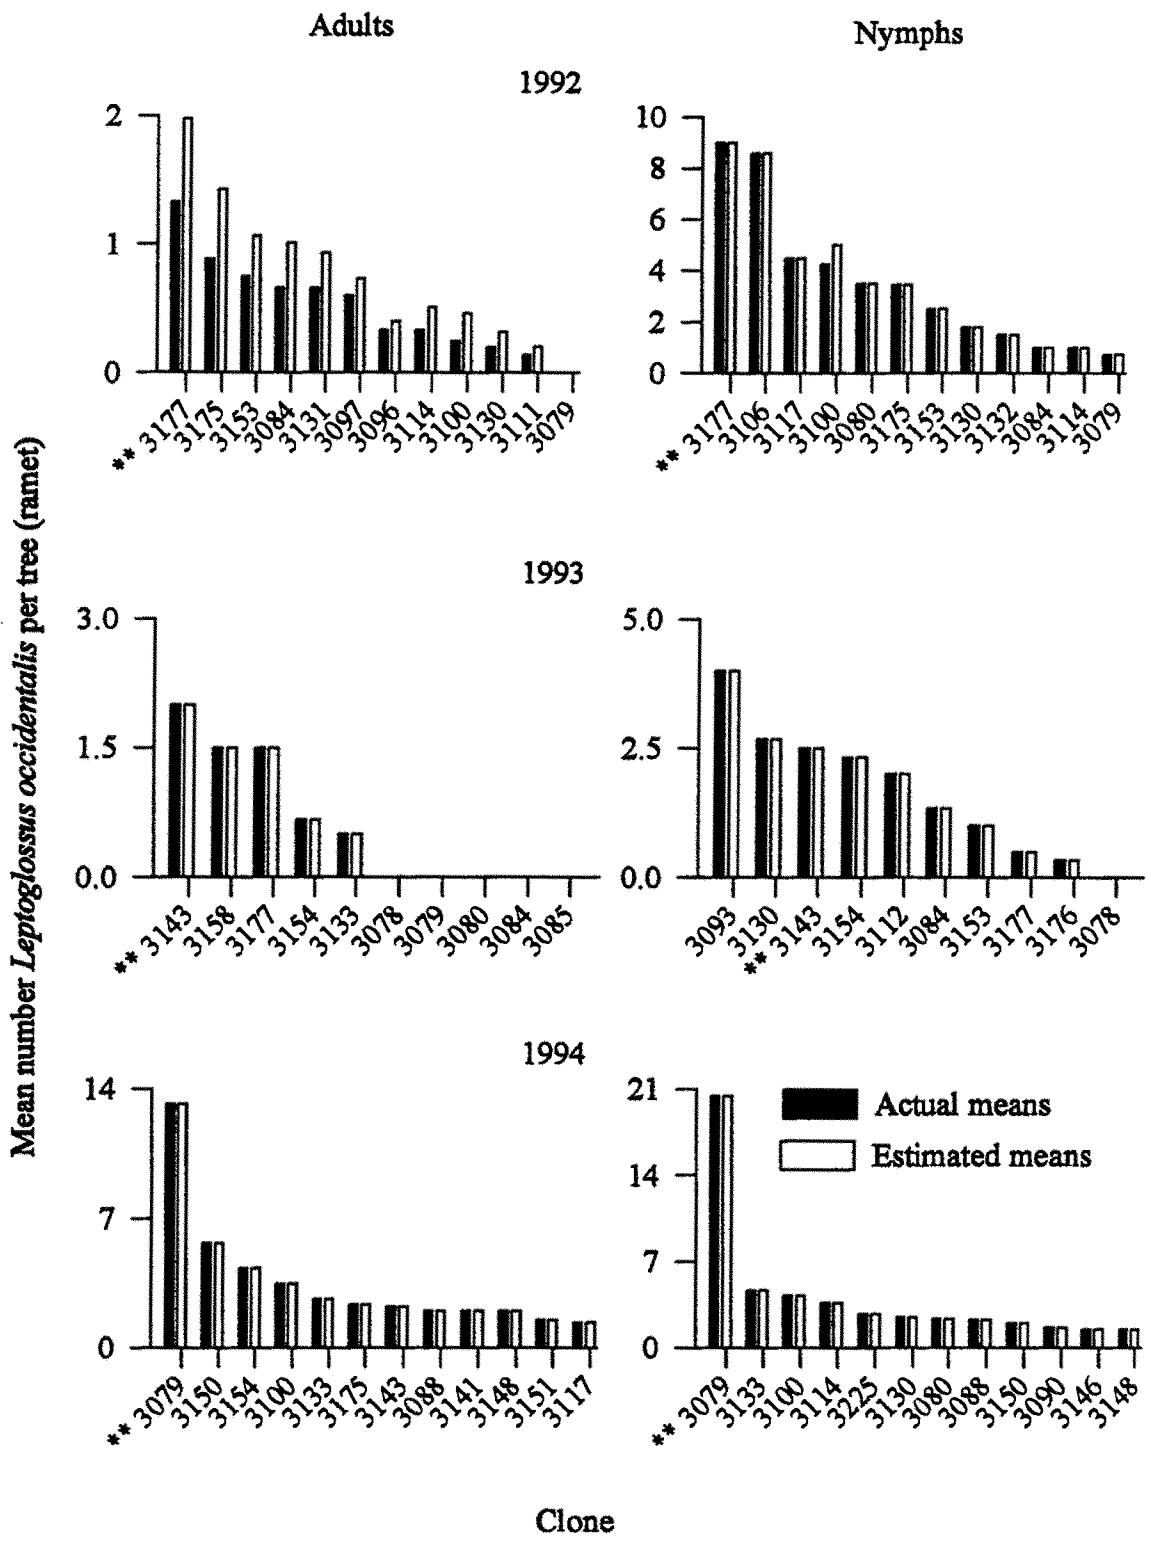 Adults
Nymphs
1992
2
1
0
** 3177 3175 3153 3084 3131 3097 3096 3114 3100 3130 3111 3079
10
8
6
4
2
0
** 3177 3106 3117 3100 3080 3175 3153 3130 3132 3084 3114 3079
Mean number Leptoglossus occidentalis per tree (ramet)
1993
3.0
1.5
0.0
** 3143 3158 3177 3154 3133 3078 3079 3080 3084 3085
5.0
2.5
0.0
3093 3130 ** 3143 3154 3112 3084 3153 3177 3176 3078
1994
14
7
0
** 3079 3150 3154 3100 3133 3175 3143 3088 3141 3148 3151 3117
21
14
7
0
Actual means
Estimated means
** 3079 3133 3100 3114 3225 3130 3080 3088 3150 3090 3146 3148
Clone